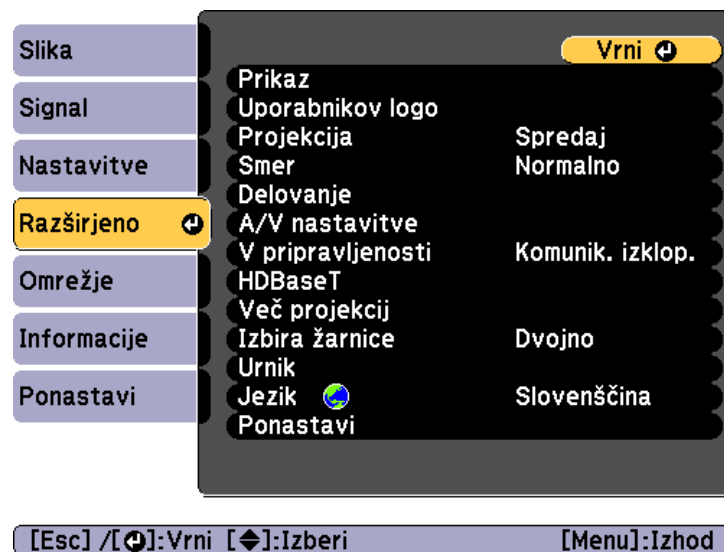 Slika
Signal
Nastavitve
Razširjeno
Omrežje
Informacije
Ponastavi
Vrni
Prikaz
Uporabnikov logo
Projekcija Spredaj
Smer Normalno
Delovanje
A/V nastavitve
V pripravljenosti Komunik. izklop.
HDBaseT
Več projekcij
Izbira žarnice Dvojno
Urnik
Jezik Slovenščina
Ponastavi
[Esc] /[⏎]:Vrni [◆]:Izberi [Menu]:Izhod